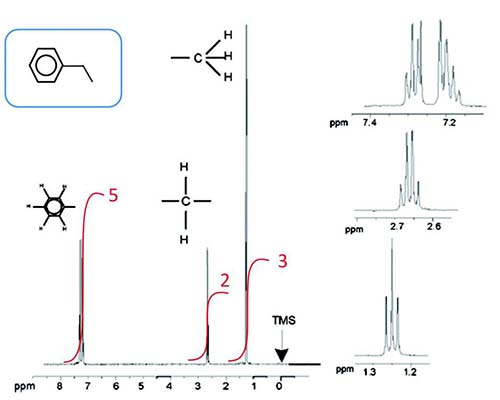 H
C H
H
5
H H
H H
H H
H
C
H
2
3
TMS
ppm 8 7 6 5 4 3 2 1 0
ppm 7.4 7.2
ppm 2.7 2.6
ppm 1.3 1.2